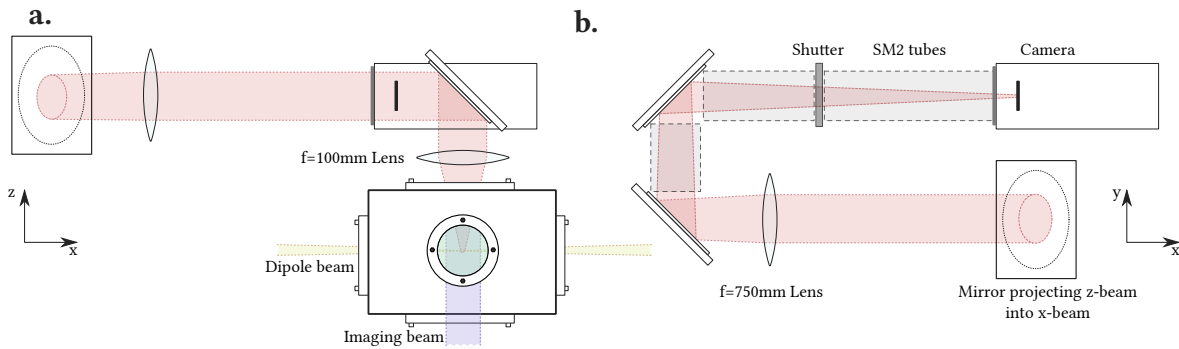 a.
f=100mm Lens
z
x
Dipole beam
Imaging beam
b.
Shutter
SM2 tubes
Camera
y
x
f=750mm Lens
Mirror projecting z-beam
into x-beam